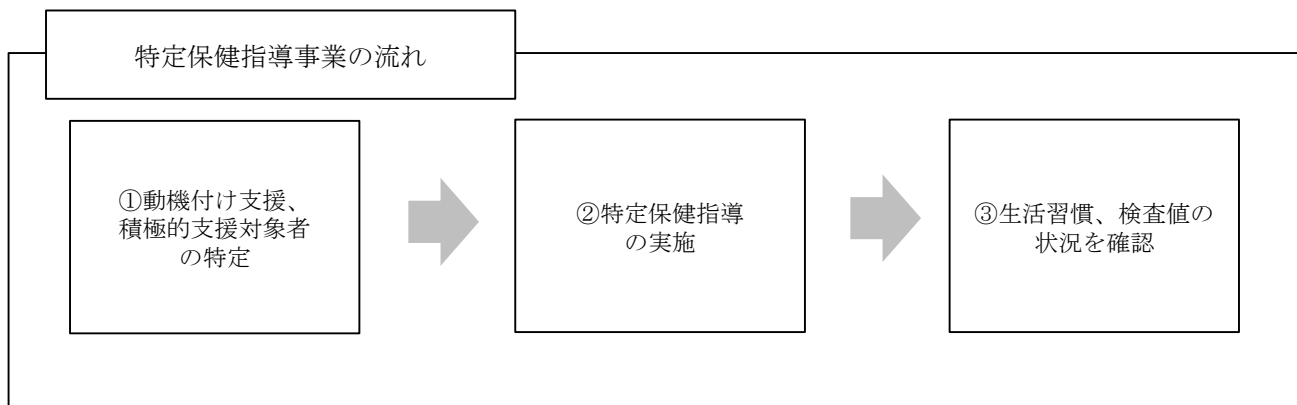 特定保健指導事業の流れ
①動機付け支援、
積極的支援対象者
の特定
②特定保健指導
の実施
③生活習慣、検査値の
状況を確認